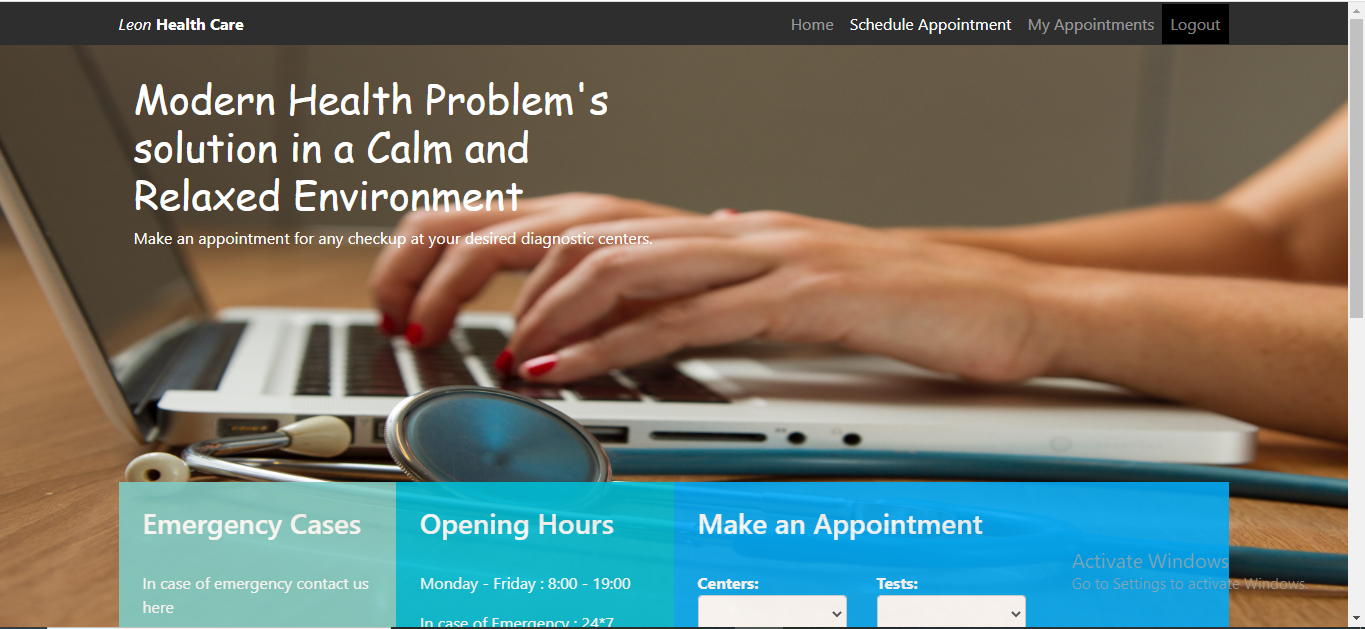 Leon Health Care
Home Schedule Appointment My Appointments Logout
Modern Health Problem's
solution in a Calm and
Relaxed Environment
Make an appointment for any checkup at your desired diagnostic centers.
Emergency Cases
In case of emergency contact us
here
Opening Hours
Monday - Friday : 8:00 - 19:00
In case of Emergency : 24*7
Make an Appointment
Centers: Tests:
Activate Windows
Go to Settings to activate Windows.